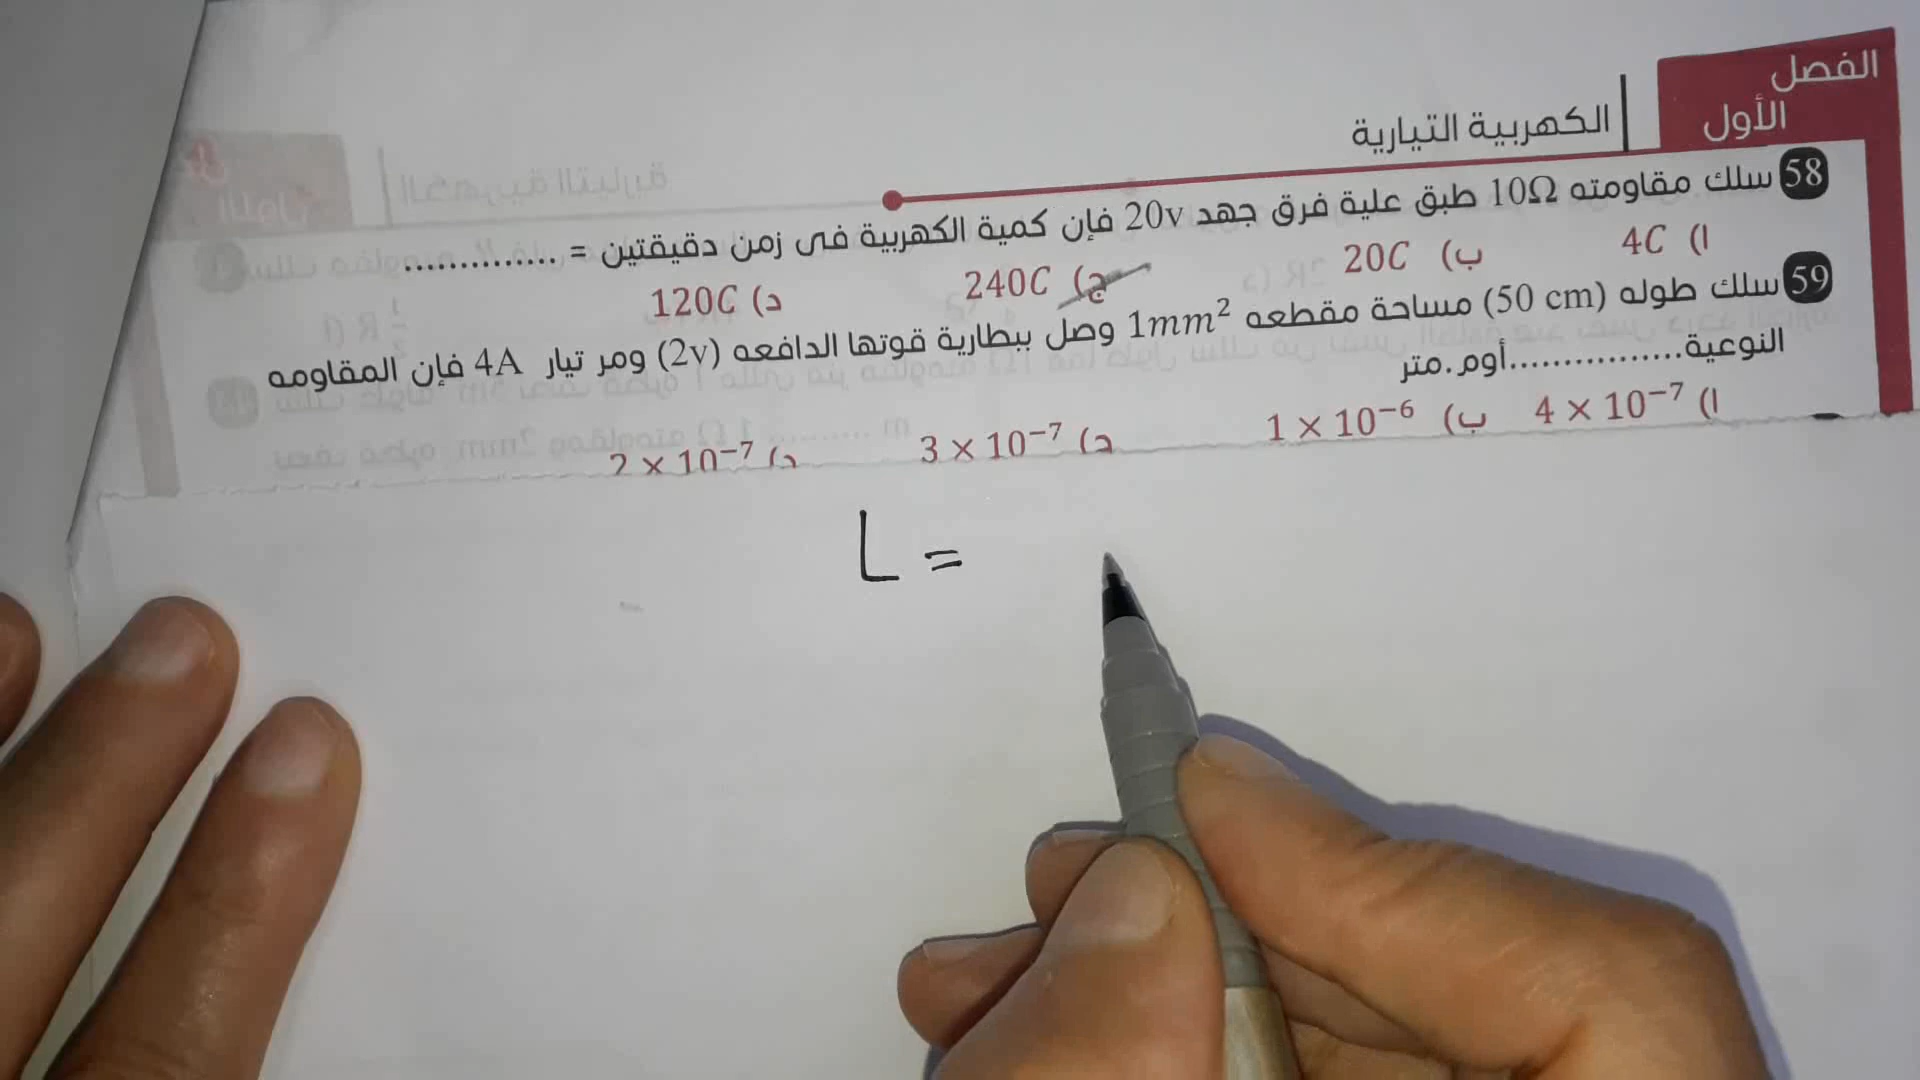 الفصل
الأول
الكهربية التيارية
58 سلك مقاومته 10Ω طبق علية فرق جهد 20v فإن كمية الكهربية فى زمن دقيقتين = ..............
ا) 4C ب) 20C ج) 240C د) 120C
59 سلك طوله (50 cm) مساحة مقطعه 1mm² وصل ببطارية قوتها الدافعه (2v) ومر تيار 4A فإن المقاومه
النوعية................أوم.متر
ا) 4 × 10⁻⁷ ب) 1 × 10⁻⁶ د) 3 × 10⁻⁷ د) 2 × 10⁻⁷
L =